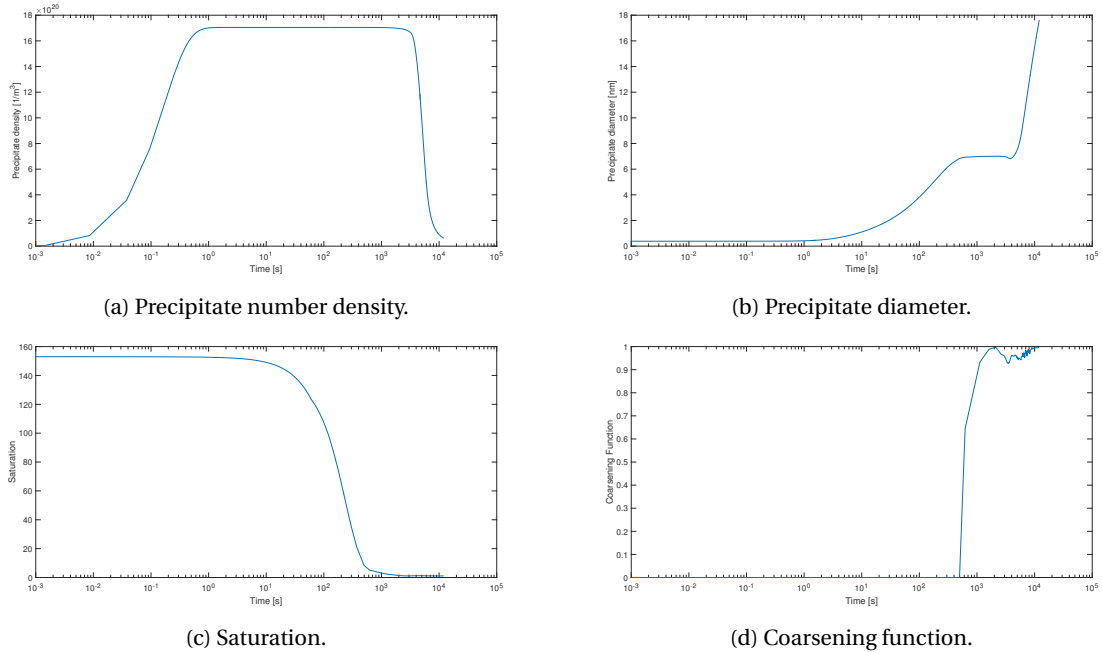 ×10^20
18
16
14
12
10
8
6
4
2
0
Precipitate density [1/m^3]
10^-3 10^-2 10^-1 10^0 10^1 10^2 10^3 10^4 10^5
Time [s]
(a) Precipitate number density.
18
16
14
12
10
8
6
4
2
0
Precipitate diameter [nm]
10^-3 10^-2 10^-1 10^0 10^1 10^2 10^3 10^4 10^5
Time [s]
(b) Precipitate diameter.
160
140
120
100
80
60
40
20
0
Saturation
10^-3 10^-2 10^-1 10^0 10^1 10^2 10^3 10^4 10^5
Time [s]
(c) Saturation.
1
0.9
0.8
0.7
0.6
0.5
0.4
0.3
0.2
0.1
0
Coarsening Function
10^-3 10^-2 10^-1 10^0 10^1 10^2 10^3 10^4 10^5
Time [s]
(d) Coarsening function.